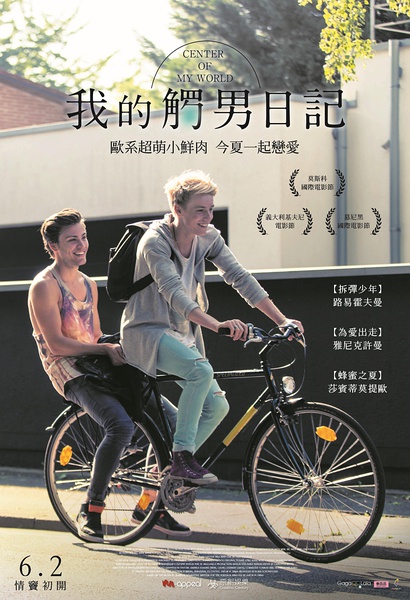 CENTER
OF
MY WORLD
我的腭男日記
歐系超萌小鮮肉 今夏一起戀愛
莫斯科
國際電影節
義大利基夫尼
電影節
慕尼黑
國際電影節
【拆彈少年】
路易霍夫曼
【為愛出走】
雅尼克許曼
【蜂蜜之夏】
莎賓蒂莫提歐
6.2
情竇初開
appeal
GagaOOLala